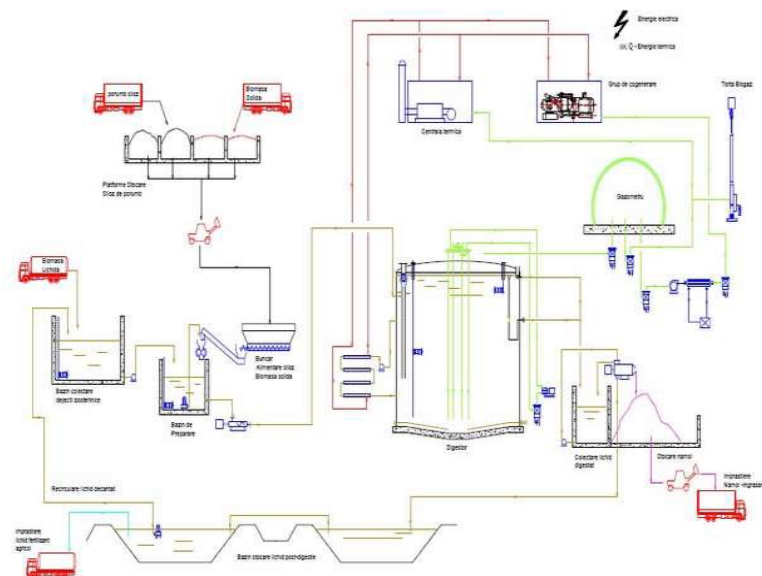 Energie electrica
Energie termica
Grup de cogenerare
Torta Biogaz
porumb siloz
Biomasa
Solida
Centrala termica
Platforme Stocare
Siloz de porumb
Gazometru
Biomasa
Lichida
Buncar
Alimentare siloz
Biomasa solida
Bazin colectare
dejectii zootehnice
Bazin de
Preparare
Digestor
Colectare lichid
digestat
Stocare namol
Imprastiere
Recirculare lichid decantat
Imprastiere
lichid fertilizant
agricol
Bazin stocare lichid post-digestie